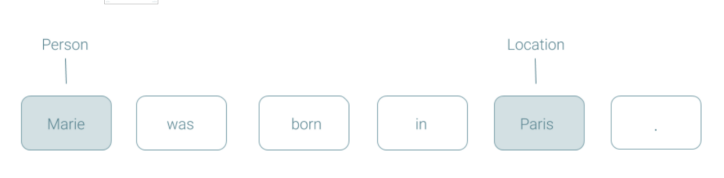 Person Location
Marie was born in Paris .